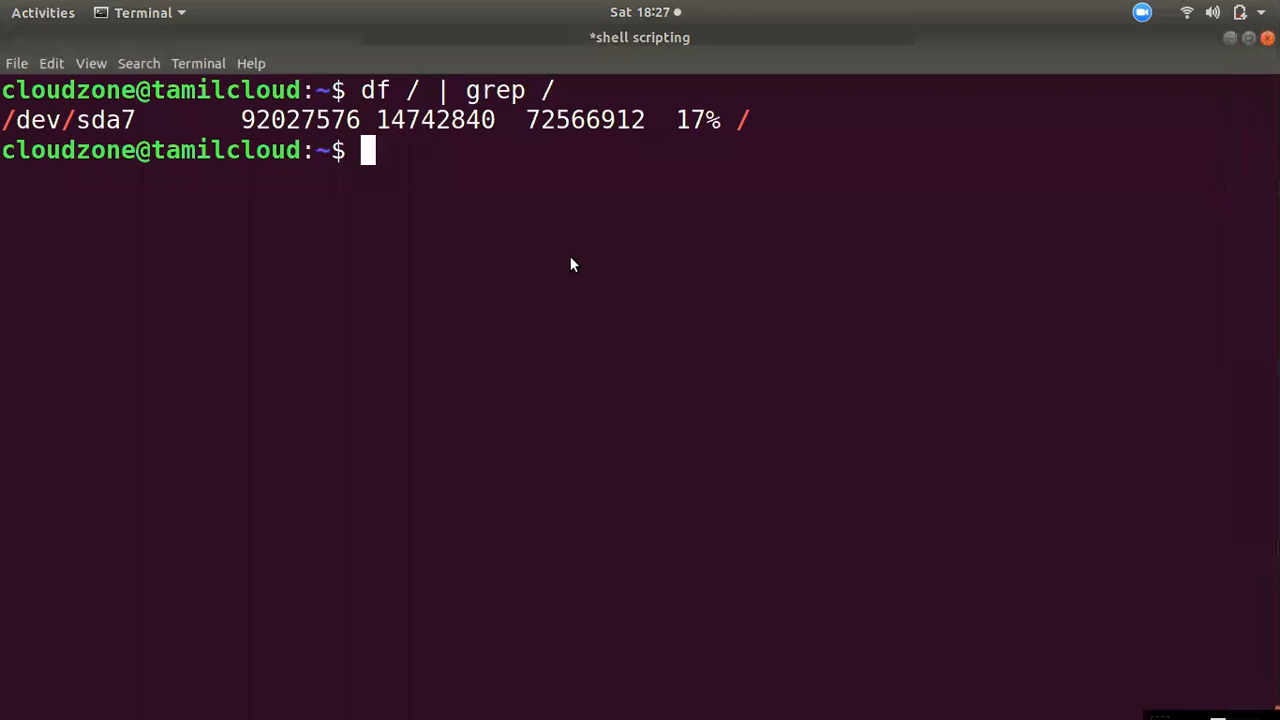 Activities Terminal Sat 18:27
*shell scripting
File Edit View Search Terminal Help
cloudzone@tamilcloud:~$ df / | grep /
/dev/sda7 92027576 14742840 72566912 17% /
cloudzone@tamilcloud:~$